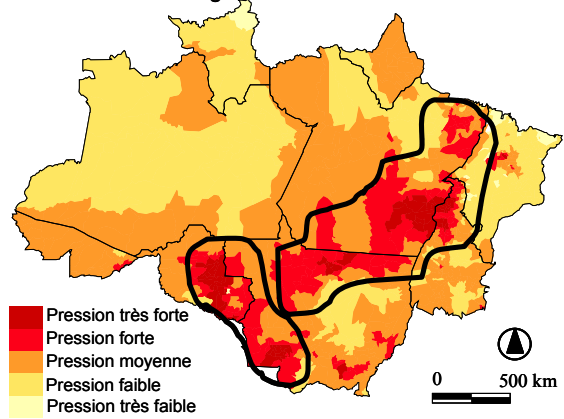 Pression très forte
Pression forte
Pression moyenne
Pression faible
Pression très faible
0 500 km